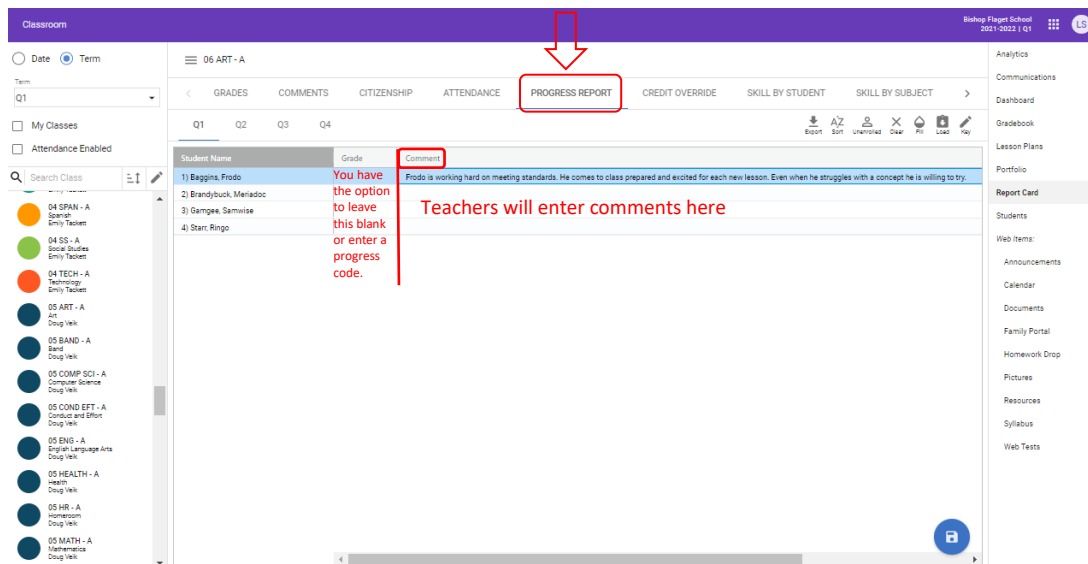 Classroom
Bishop Flaget School
2021-2022 | Q1
LS
Date
Term
Term
Q1
My Classes
Attendance Enabled
Search Class
Emily Tackett
04 SPAN - A
Spanish
Emily Tackett
04 SS - A
Social Studies
Emily Tackett
04 TECH - A
Technology
Emily Tackett
05 ART - A
Art
Doug Veik
05 BAND - A
Band
Doug Veik
05 COMP SCI - A
Computer Science
Doug Veik
05 COND EFT - A
Conduct and Effort
Doug Veik
05 ENG - A
English Language Arts
Doug Veik
05 HEALTH - A
Health
Doug Veik
05 HR - A
Homeroom
Doug Veik
05 MATH - A
Mathematics
Doug Veik
06 ART - A
GRADES COMMENTS CITIZENSHIP ATTENDANCE PROGRESS REPORT CREDIT OVERRIDE SKILL BY STUDENT SKILL BY SUBJECT
Q1 Q2 Q3 Q4
Export Sort Unenrolled Clear Fill Load Key
Student Name Grade Comment
1) Baggins, Frodo
Frodo is working hard on meeting standards. He comes to class prepared and excited for each new lesson. Even when he struggles with a concept he is willing to try.
2) Brandybuck, Meriadoc
3) Gamgee, Samwise
4) Starr, Ringo
You have
the option
to leave
this blank
or enter a
progress
code.
Teachers will enter comments here
Analytics
Communications
Dashboard
Gradebook
Lesson Plans
Portfolio
Report Card
Students
Web Items:
Announcements
Calendar
Documents
Family Portal
Homework Drop
Pictures
Resources
Syllabus
Web Tests